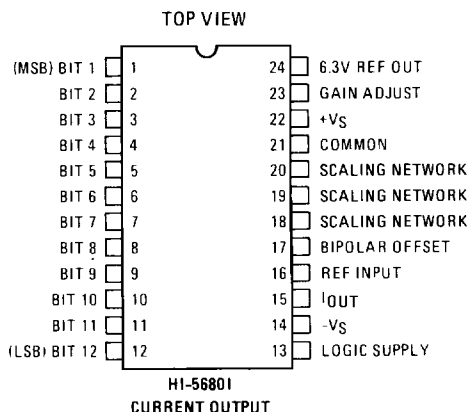 TOP VIEW
(MSB) BIT 1 1 24 6.3V REF OUT
BIT 2 2 23 GAIN ADJUST
BIT 3 3 22 +VS
BIT 4 4 21 COMMON
BIT 5 5 20 SCALING NETWORK
BIT 6 6 19 SCALING NETWORK
BIT 7 7 18 SCALING NETWORK
BIT 8 8 17 BIPOLAR OFFSET
BIT 9 9 16 REF INPUT
BIT 10 10 15 IOUT
BIT 11 11 14 -VS
(LSB) BIT 12 12 13 LOGIC SUPPLY
HI-5680I
CURRENT OUTPUT